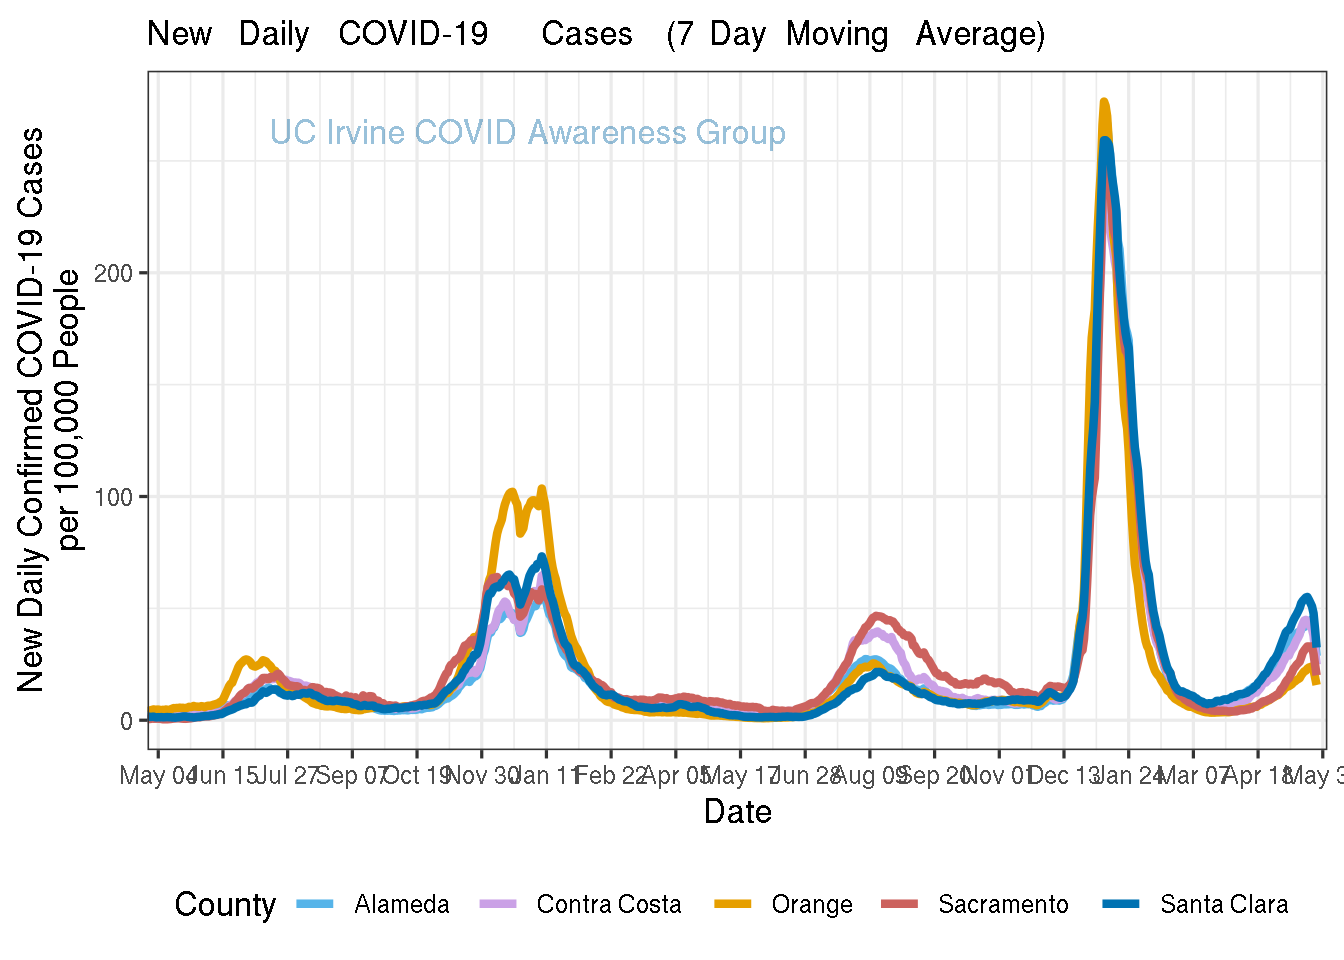 New Daily COVID-19 Cases (7 Day Moving Average)
UC Irvine COVID Awareness Group
New Daily Confirmed COVID-19 Cases
per 100,000 People
200
100
0
May 04 Jun 15 Jul 27 Sep 07 Oct 19 Nov 30 Jan 11 Feb 22 Apr 05 May 17 Jun 28 Aug 09 Sep 20 Nov 01 Dec 13 Jan 24 Mar 07 Apr 18 May 3
Date
County Alameda Contra Costa Orange Sacramento Santa Clara